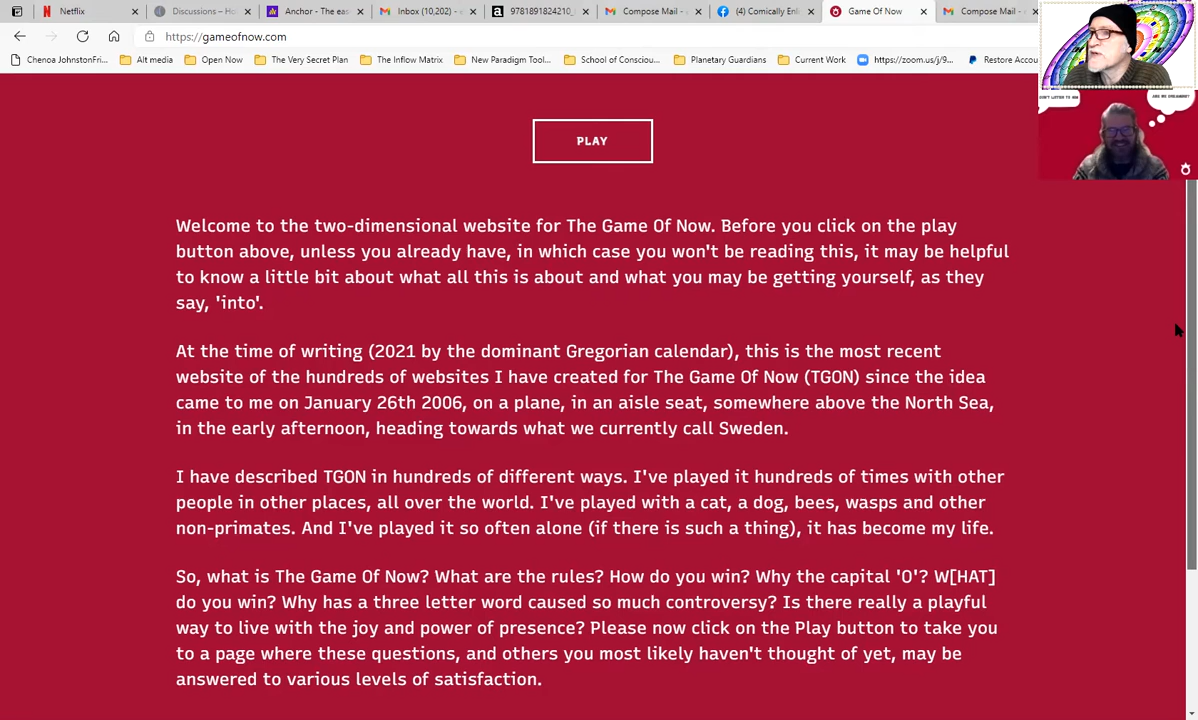 Netflix
Discussions – Ho
Anchor - The eas
Inbox (10,202) -
9781891824210_
Compose Mail -
(4) Comically Enl
Game Of Now
Compose Mail -
https://gameofnow.com
Chenoa JohnstonFri...
Alt media
Open Now
The Very Secret Plan
The Inflow Matrix
New Paradigm Tool...
School of Consciou...
Planetary Guardians
Current Work
https://zoom.us/j/9...
Restore Accou
ARE WE DREAMING?
PLAY
Welcome to the two-dimensional website for The Game Of Now. Before you click on the play
button above, unless you already have, in which case you won't be reading this, it may be helpful
to know a little bit about what all this is about and what you may be getting yourself, as they
say, 'into'.
At the time of writing (2021 by the dominant Gregorian calendar), this is the most recent
website of the hundreds of websites I have created for The Game Of Now (TGON) since the idea
came to me on January 26th 2006, on a plane, in an aisle seat, somewhere above the North Sea,
in the early afternoon, heading towards what we currently call Sweden.
I have described TGON in hundreds of different ways. I've played it hundreds of times with other
people in other places, all over the world. I've played with a cat, a dog, bees, wasps and other
non-primates. And I've played it so often alone (if there is such a thing), it has become my life.
So, what is The Game Of Now? What are the rules? How do you win? Why the capital 'O'? W[HAT]
do you win? Why has a three letter word caused so much controversy? Is there really a playful
way to live with the joy and power of presence? Please now click on the Play button to take you
to a page where these questions, and others you most likely haven't thought of yet, may be
answered to various levels of satisfaction.